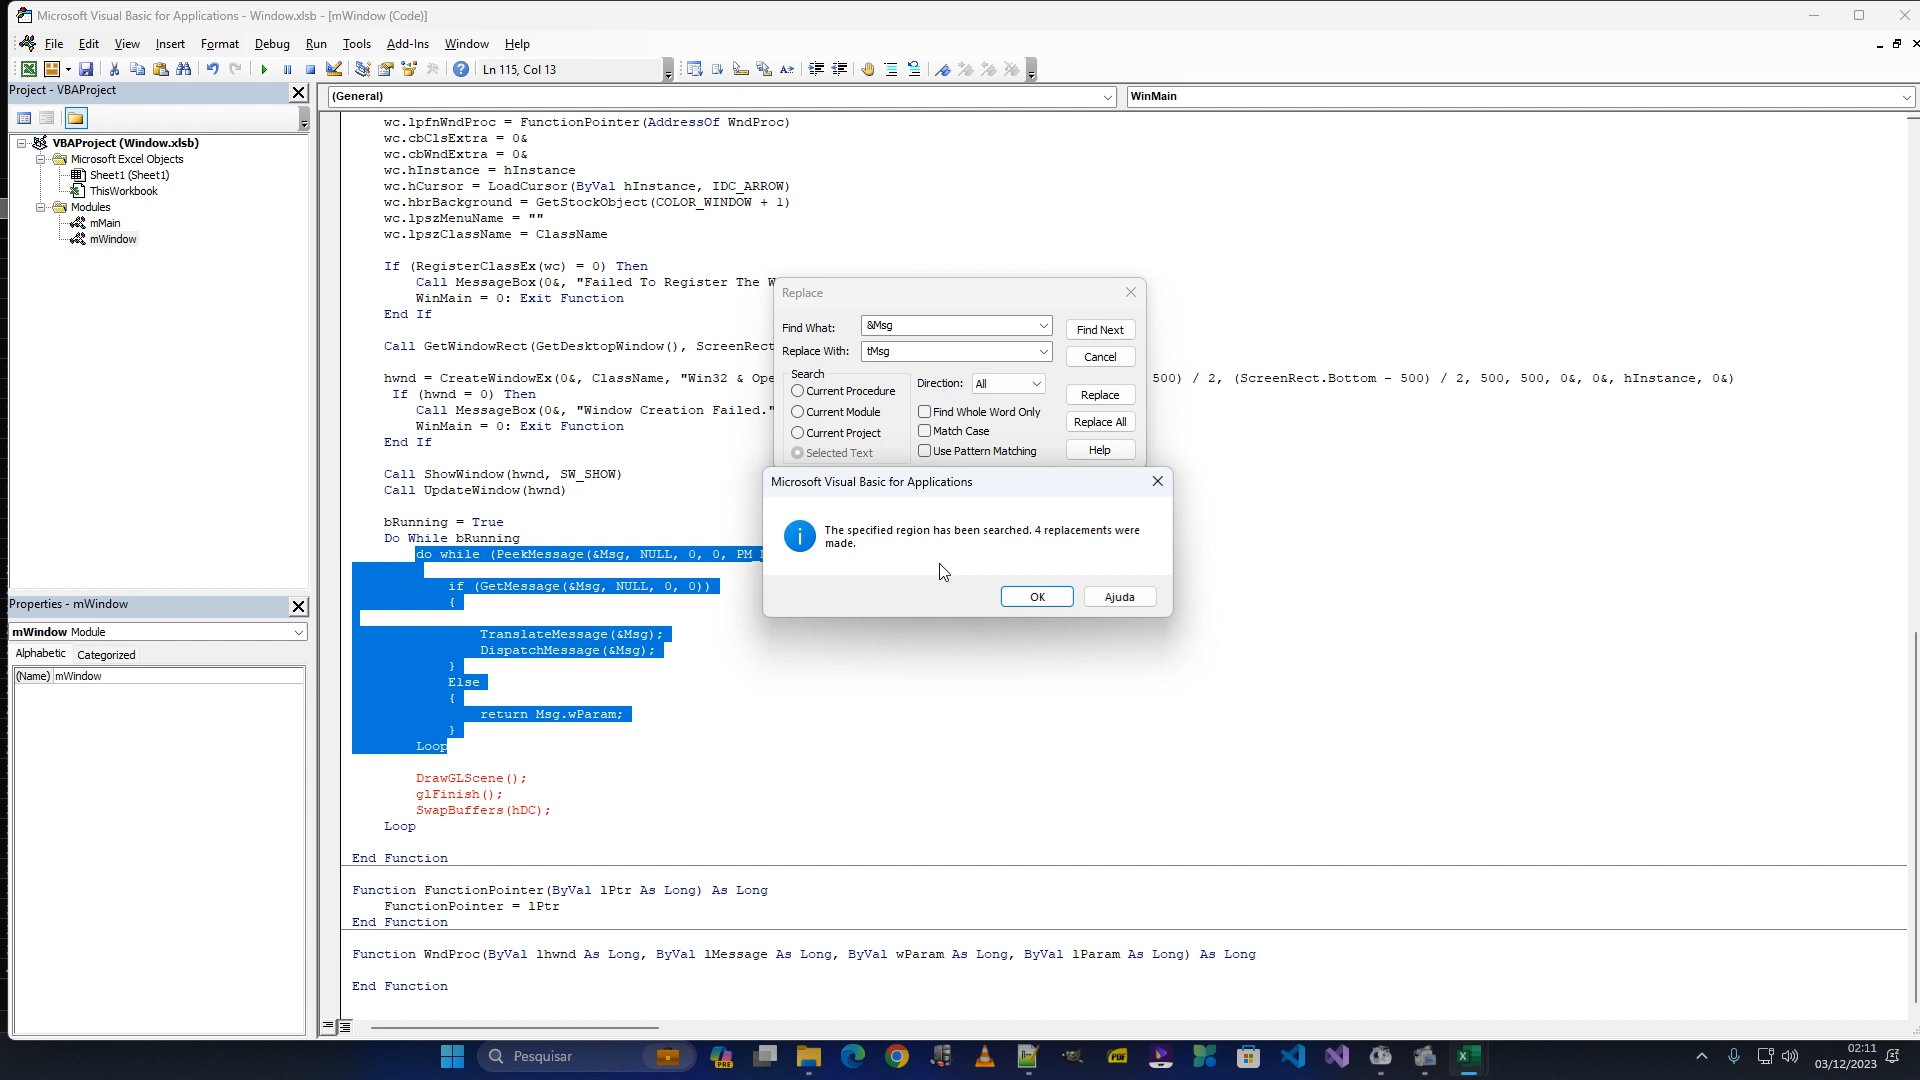 Microsoft Visual Basic for Applications - Window.xlsb - [mWindow (Code)]
File Edit View Insert Format Debug Run Tools Add-Ins Window Help
Ln 115, Col 13
Project - VBAProject
(General)
WinMain
VBAProject (Window.xlsb)
Microsoft Excel Objects
Sheet1 (Sheet1)
ThisWorkbook
Modules
mMain
mWindow
Properties - mWindow
mWindow Module
Alphabetic Categorized
(Name) mWindow
wc.lpfnWndProc = FunctionPointer(AddressOf WndProc)
wc.cbClsExtra = 0&
wc.cbWndExtra = 0&
wc.hInstance = hInstance
wc.hCursor = LoadCursor(ByVal hInstance, IDC_ARROW)
wc.hbrBackground = GetStockObject(COLOR_WINDOW + 1)
wc.lpszMenuName = ""
wc.lpszClassName = ClassName
If (RegisterClassEx(wc) = 0) Then
Call MessageBox(0&, "Failed To Register The W
WinMain = 0: Exit Function
End If
Call GetWindowRect(GetDesktopWindow(), ScreenRect
hwnd = CreateWindowEx(0&, ClassName, "Win32 & Ope 500) / 2, (ScreenRect.Bottom - 500) / 2, 500, 500, 0&, 0&, hInstance, 0&)
If (hwnd = 0) Then
Call MessageBox(0&, "Window Creation Failed."
WinMain = 0: Exit Function
End If
Call ShowWindow(hwnd, SW_SHOW)
Call UpdateWindow(hwnd)
bRunning = True
Do While bRunning
do while (PeekMessage(&Msg, NULL, 0, 0, PM_
if (GetMessage(&Msg, NULL, 0, 0))
{
TranslateMessage(&Msg);
DispatchMessage(&Msg);
}
Else
{
return Msg.wParam;
}
Loop
DrawGLScene();
glFinish();
SwapBuffers(hDC);
Loop
End Function
Function FunctionPointer(ByVal lPtr As Long) As Long
FunctionPointer = lPtr
End Function
Function WndProc(ByVal lhwnd As Long, ByVal lMessage As Long, ByVal wParam As Long, ByVal lParam As Long) As Long
End Function
Replace
Find What: &Msg Find Next
Replace With: tMsg Cancel
Search
Direction: All
Current Procedure
Current Module
Current Project
Selected Text
Find Whole Word Only
Match Case
Use Pattern Matching
Replace
Replace All
Help
Microsoft Visual Basic for Applications
The specified region has been searched. 4 replacements were
made.
OK Ajuda
Pesquisar
PRE
PDF
02:11
03/12/2023